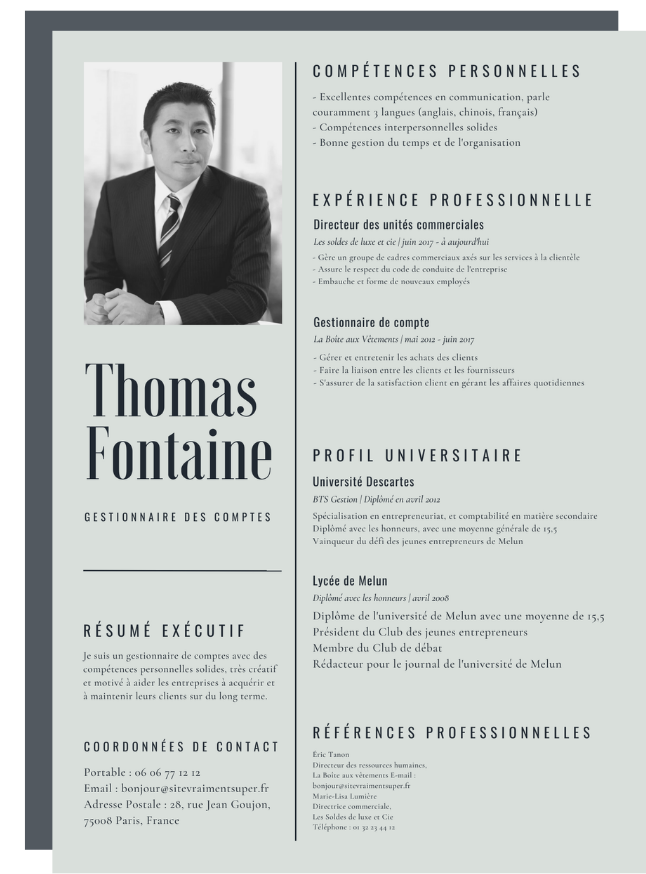 Thomas
Fontaine
GESTIONNAIRE DES COMPTES
RÉSUMÉ EXÉCUTIF
Je suis un gestionnaire de comptes avec des
compétences personnelles solides, très créatif
et motivé à aider les entreprises à acquérir et
à maintenir leurs clients sur du long terme.
COORDONNÉES DE CONTACT
Portable : 06 06 77 12 12
Email : bonjour@sitevraimentsuper.fr
Adresse Postale : 28, rue Jean Goujon,
75008 Paris, France
COMPÉTENCES PERSONNELLES
- Excellentes compétences en communication, parle
couramment 3 langues (anglais, chinois, français)
- Compétences interpersonnelles solides
- Bonne gestion du temps et de l'organisation
EXPÉRIENCE PROFESSIONNELLE
Directeur des unités commerciales
Les soldes de luxe et cie | juin 2017 - à aujourd'hui
- Gère un groupe de cadres commerciaux axés sur les services à la clientèle
- Assure le respect du code de conduite de l'entreprise
- Embauche et forme de nouveaux employés
Gestionnaire de compte
La Boîte aux Vêtements | mai 2012 - juin 2017
- Gérer et entretenir les achats des clients
- Faire la liaison entre les clients et les fournisseurs
- S'assurer de la satisfaction client en gérant les affaires quotidiennes
PROFIL UNIVERSITAIRE
Université Descartes
BTS Gestion | Diplômé en avril 2012
Spécialisation en entrepreneuriat, et comptabilité en matière secondaire
Diplômé avec les honneurs, avec une moyenne générale de 15,5
Vainqueur du défi des jeunes entrepreneurs de Melun
Lycée de Melun
Diplômé avec les honneurs | avril 2008
Diplôme de l'université de Melun avec une moyenne de 15,5
Président du Club des jeunes entrepreneurs
Membre du Club de débat
Rédacteur pour le journal de l'université de Melun
RÉFÉRENCES PROFESSIONNELLES
Éric Tanon
Directeur des ressources humaines,
La Boîte aux vêtements E-mail :
bonjour@sitevraimentsuper.fr
Marie-Lisa Lumière
Directrice commerciale,
Les Soldes de luxe et Cie
Téléphone : 01 32 23 44 12